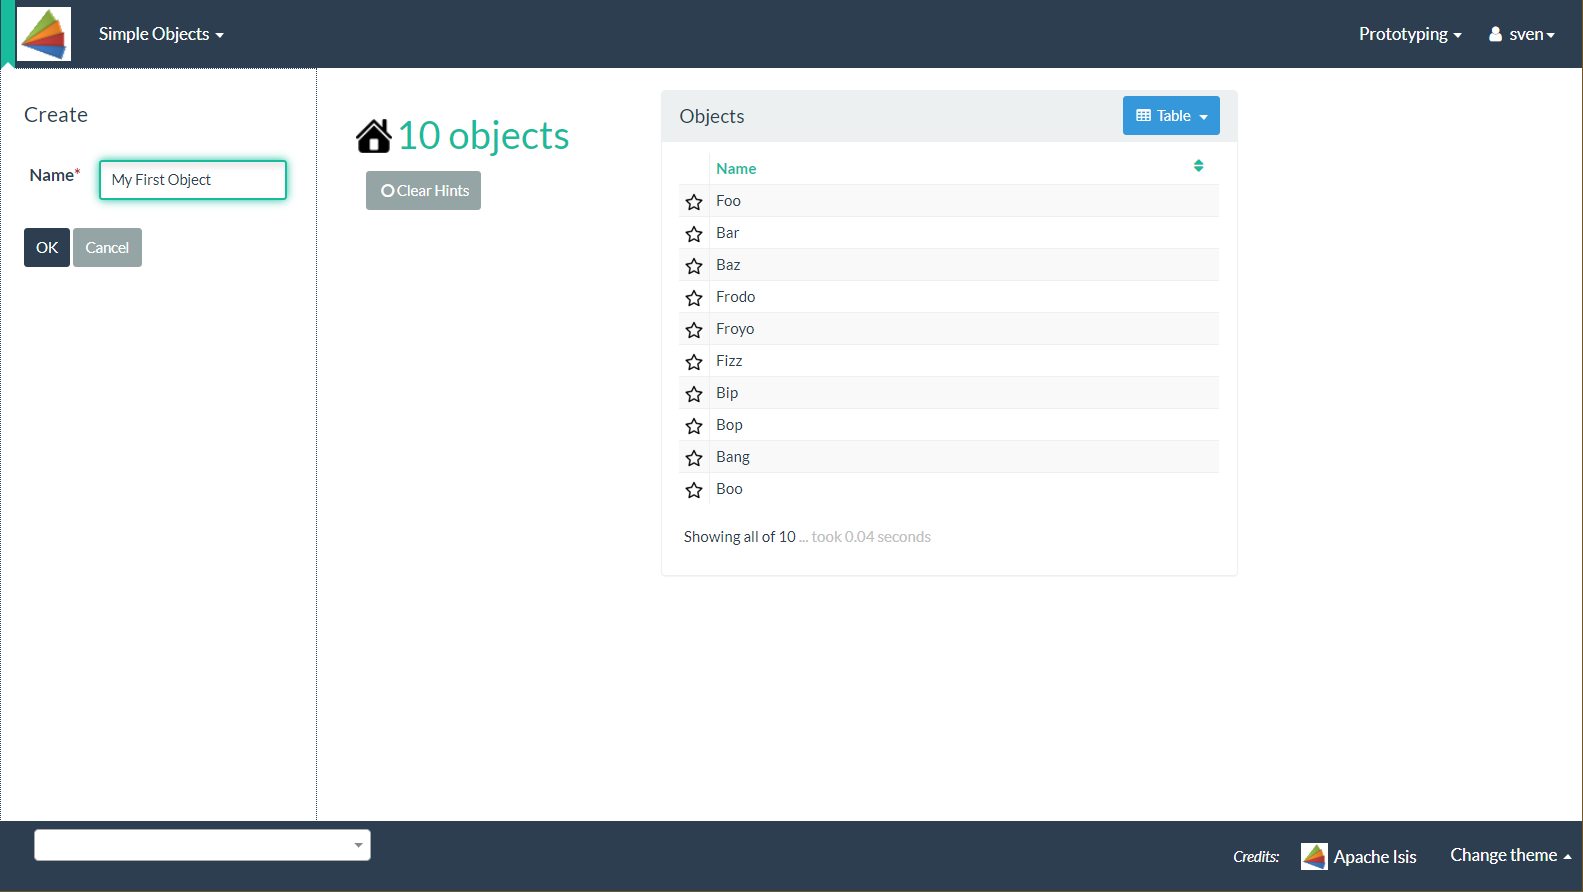 Simple Objects
Prototyping
sven
Create
Name*
My First Object
OK Cancel
10 objects
Clear Hints
Objects
Table
Name
Foo
Bar
Baz
Frodo
Froyo
Fizz
Bip
Bop
Bang
Boo
Showing all of 10 ... took 0.04 seconds
Credits: Apache Isis Change theme